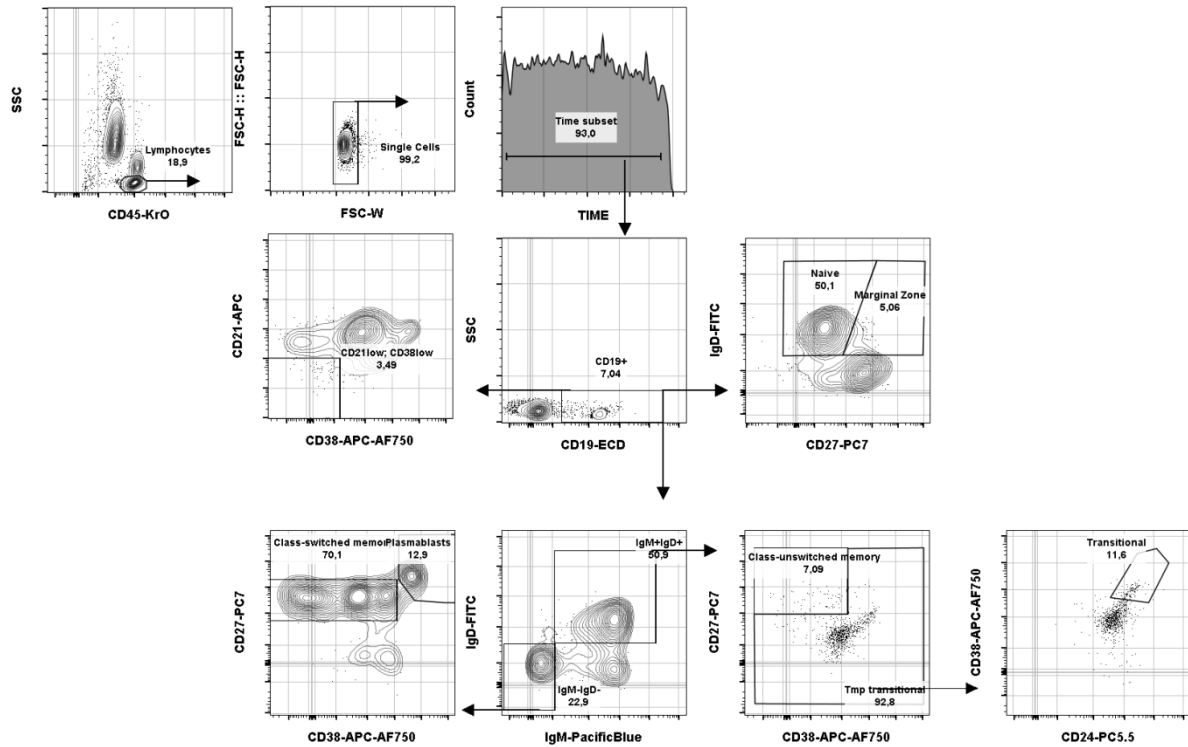 SSC
Lymphocytes
18,9
CD45-KrO
FSC-H :: FSC-H
Single Cells
99,2
FSC-W
Count
Time subset
93,0
TIME
CD21-APC
CD21low; CD38low
3,49
CD38-APC-AF750
SSC
CD19+
7,04
CD19-ECD
IgD-FITC
Naive
50,1
Marginal Zone
5,06
CD27-PC7
CD27-PC7
Class-switched memor
70,1
Plasmablasts
12,9
CD38-APC-AF750
IgD-FITC
IgM+IgD+
50,9
IgM-IgD-
22,9
IgM-PacificBlue
CD27-PC7
Class-unswitched memory
7,09
Tmp transitional
92,8
CD38-APC-AF750
CD38-APC-AF750
Transitional
11,6
CD24-PC5.5